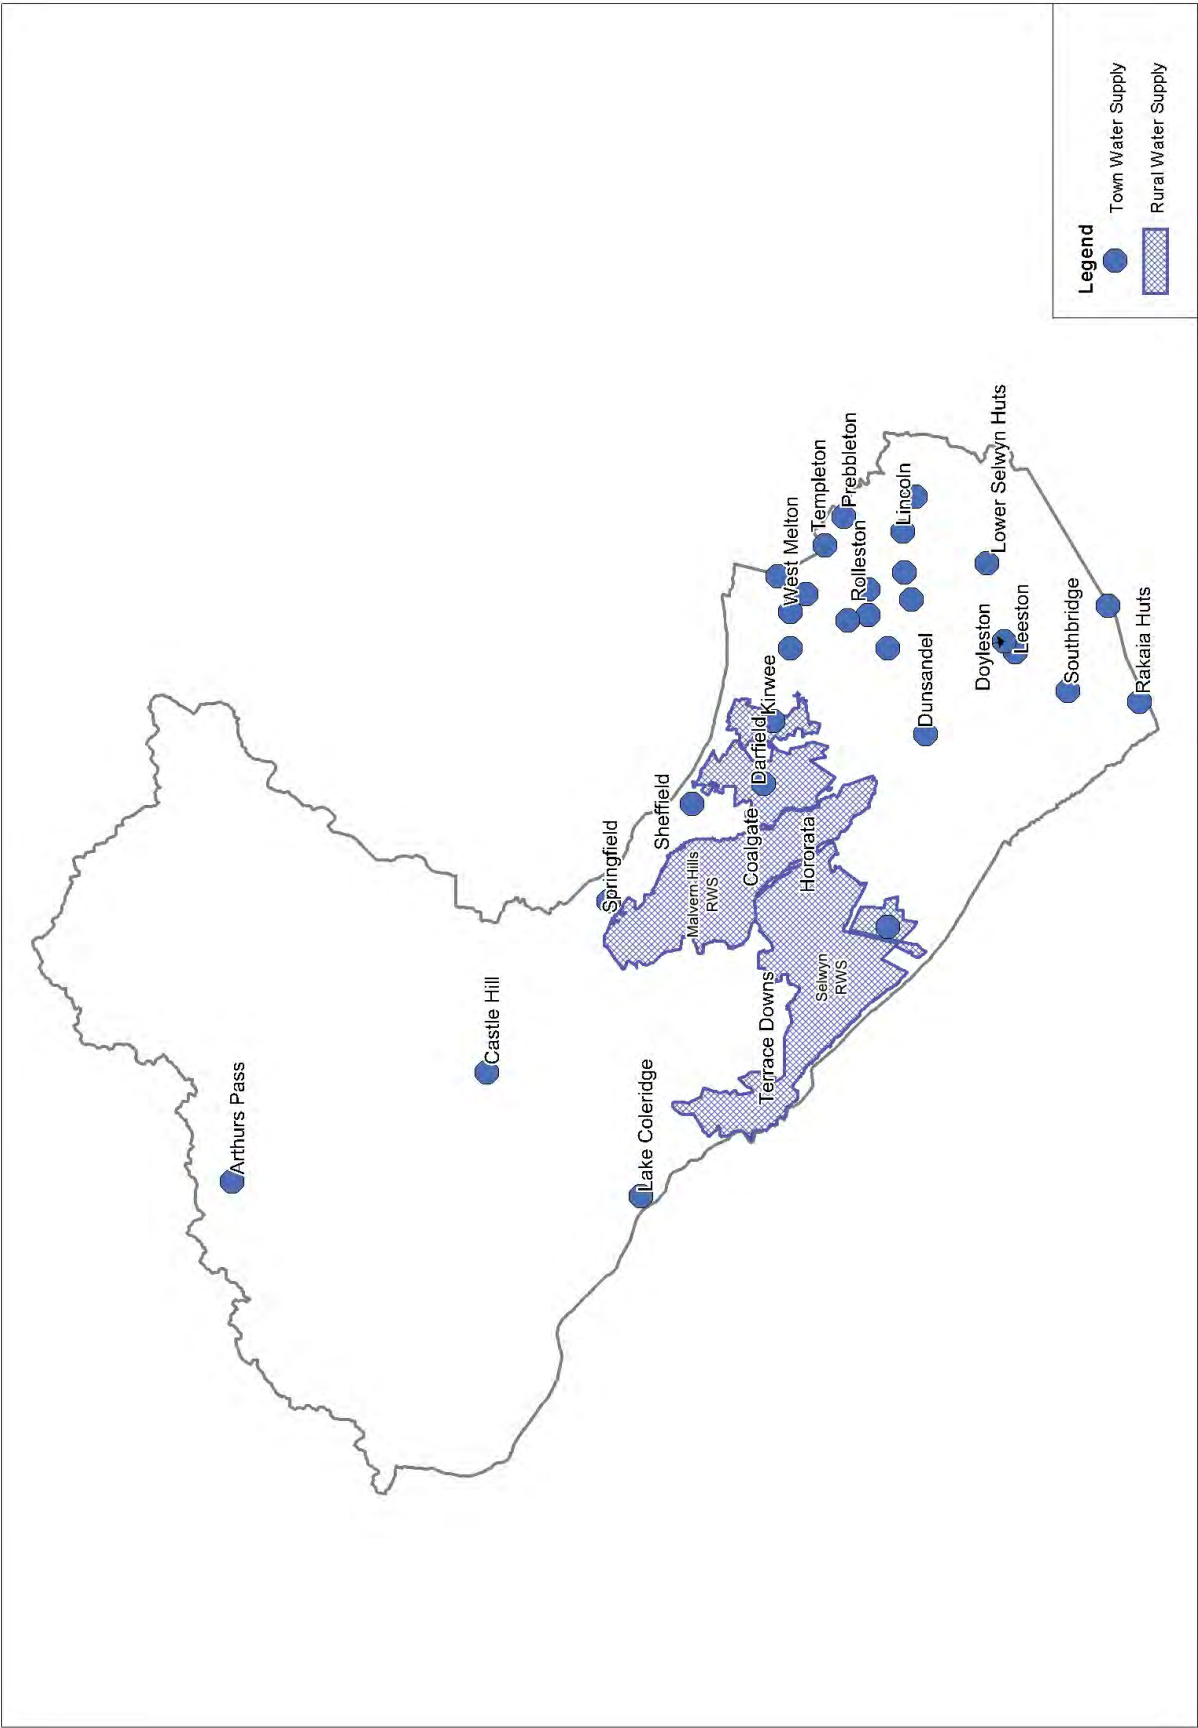 Arthurs Pass
Castle Hill
Lake Coleridge
Springfield
Sheffield
Malvern Hills
RWS
Coalgate
Darfield
Kirwee
Hororata
Terrace Downs
Selwyn
RWS
West Melton
Templeton
Prebbleton
Rolleston
Lincoln
Dunsandel
Doyleston
Leeston
Lower Selwyn Huts
Southbridge
Rakaia Huts
Legend
Town Water Supply
Rural Water Supply